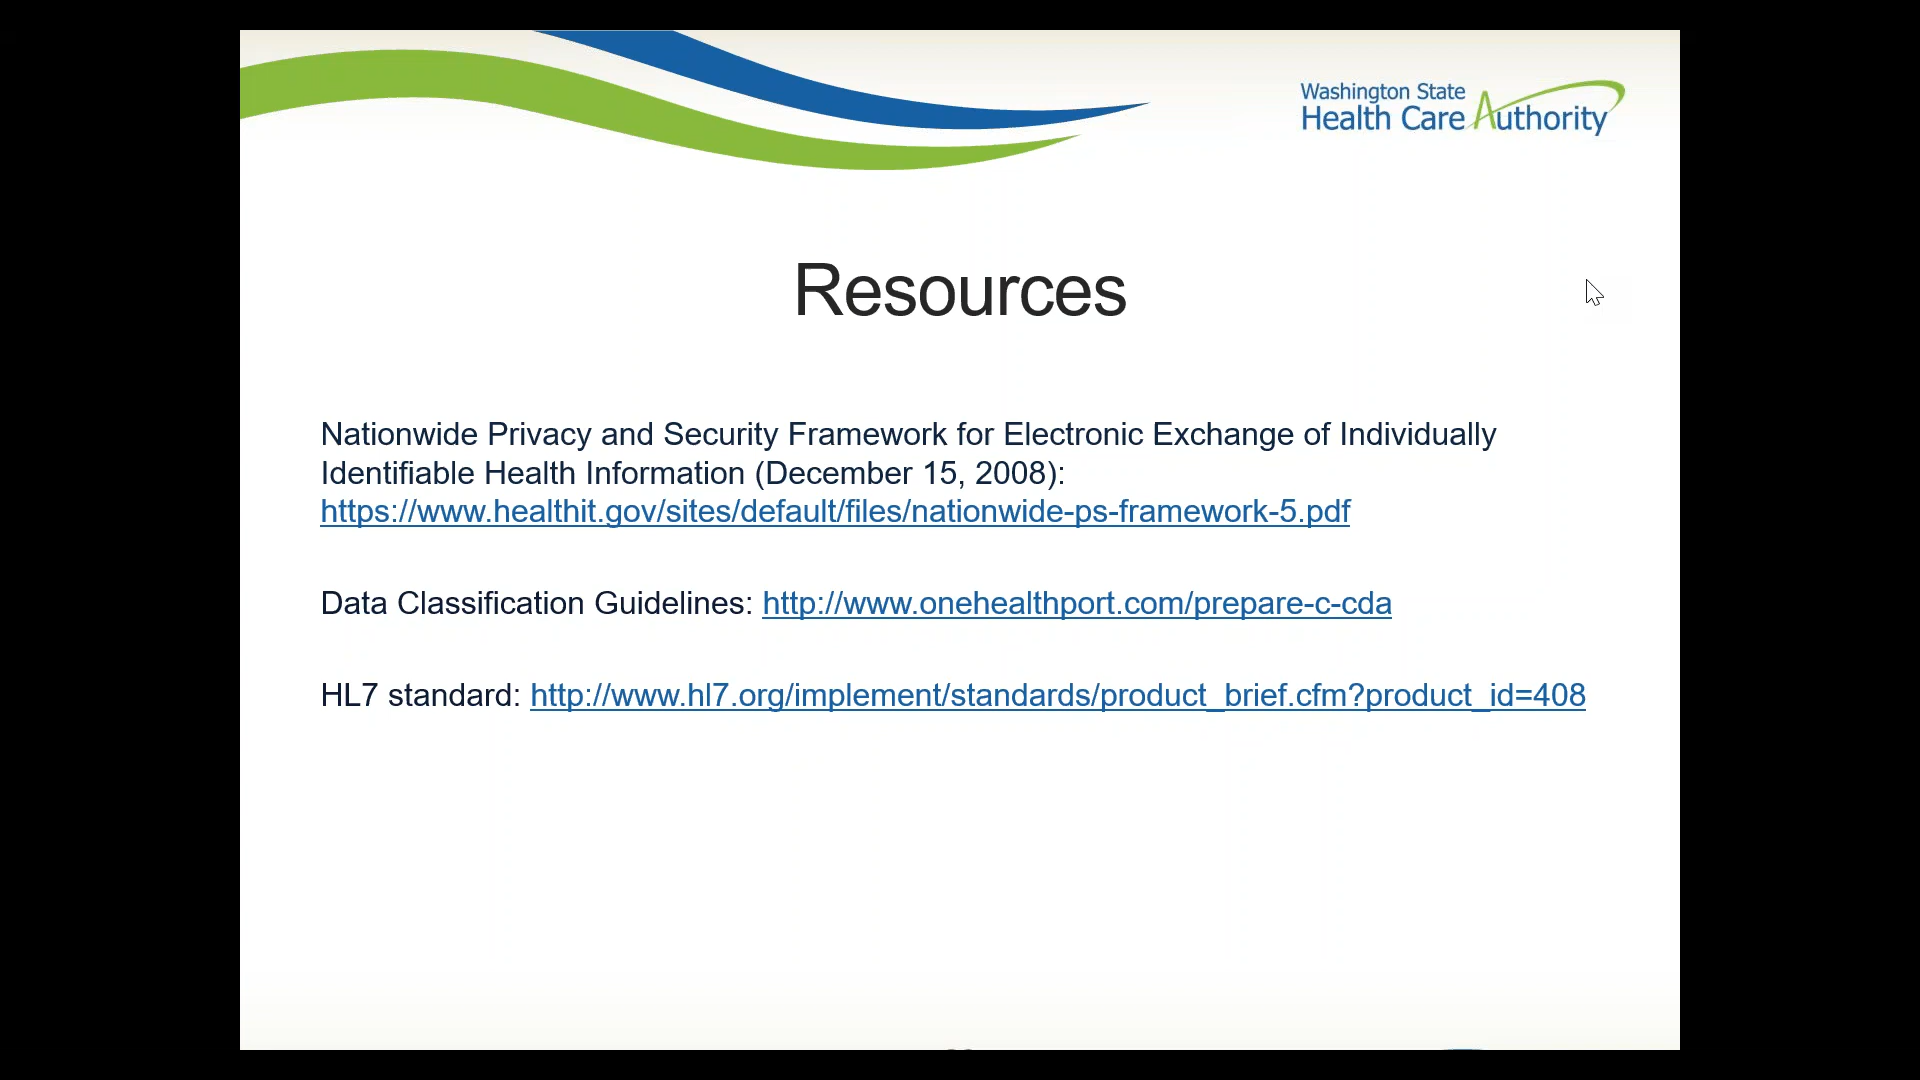 Washington State
Health Care Authority
Resources
Nationwide Privacy and Security Framework for Electronic Exchange of Individually
Identifiable Health Information (December 15, 2008):
https://www.healthit.gov/sites/default/files/nationwide-ps-framework-5.pdf
Data Classification Guidelines: http://www.onehealthport.com/prepare-c-cda
HL7 standard: http://www.hl7.org/implement/standards/product_brief.cfm?product_id=408